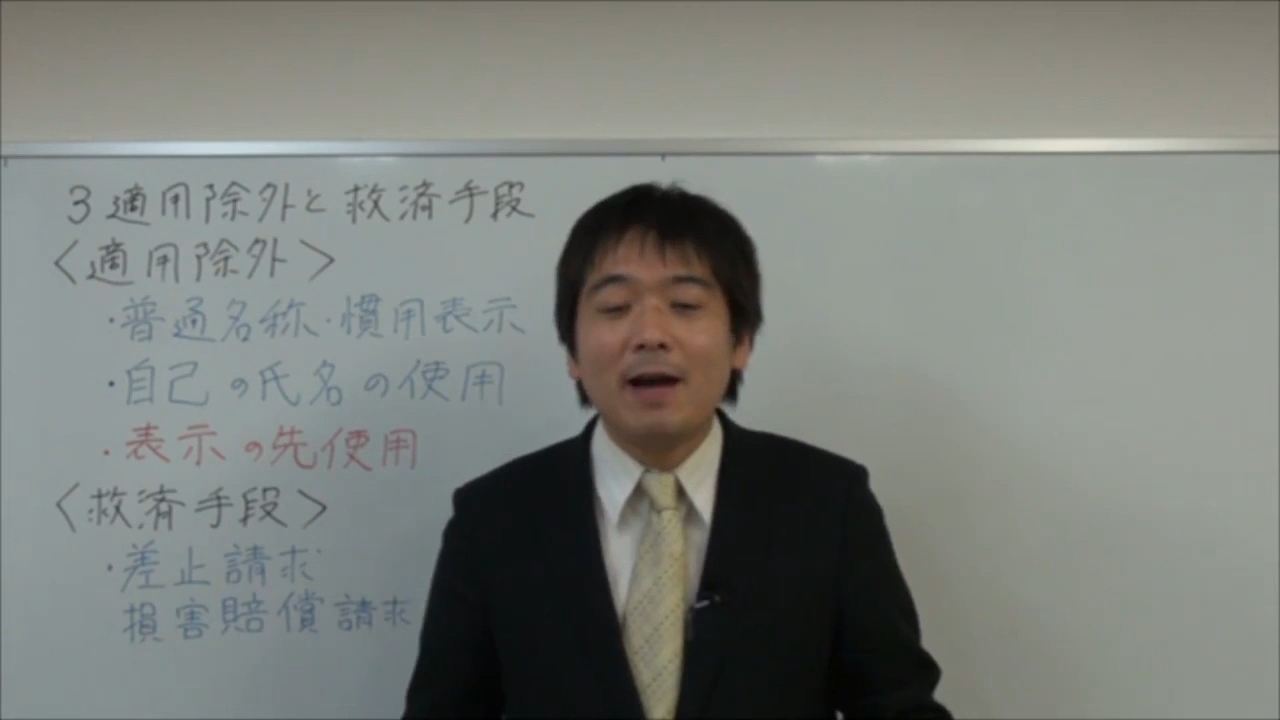 3 適用除外と救済手段
〈適用除外〉
・普通名称・慣用表示
・自己の氏名の使用
・表示の先使用
〈救済手段〉
・差止請求
損害賠償請求